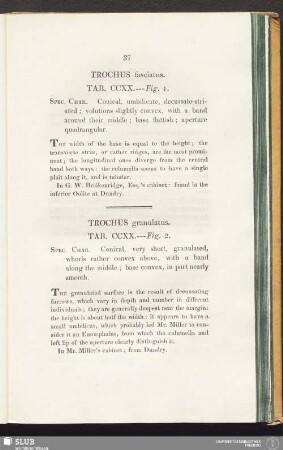 37
TROCHUS fasciatus.
TAB. CCXX.---Fig. 1.
Spec. Char. Conical, umbilicate, decussate-stri-
ated; volutions slightly convex, with a band
around their middle; base flattish; aperture
quadrangular.
The width of the base is equal to the height; the
transverse striæ, or rather ridges, are the most promi-
nent; the longitudinal ones diverge from the central
band both ways: the columella seems to have a single
plait along it, and is tubular.
In G. W. Braikenridge, Esq.'s cabinet: found in the
inferior Oolite at Dundry.
TROCHUS granulatus.
TAB. CCXX.---Fig. 2.
Spec. Char. Conical, very short, granulated,
whorls rather convex above, with a band
along the middle; base convex, in part nearly
smooth.
The granulated surface is the result of decussating
furrows, which vary in depth and number in different
individuals; they are generally deepest near the margin:
the height is about half the width: it appears to have a
small umbilicus, which probably led Mr. Miller to con-
sider it an Euomphalus, from which the columella and
left lip of the aperture clearly distinguish it.
In Mr. Miller's cabinet; from Dundry.
SLUB
Wir führen Wissen.